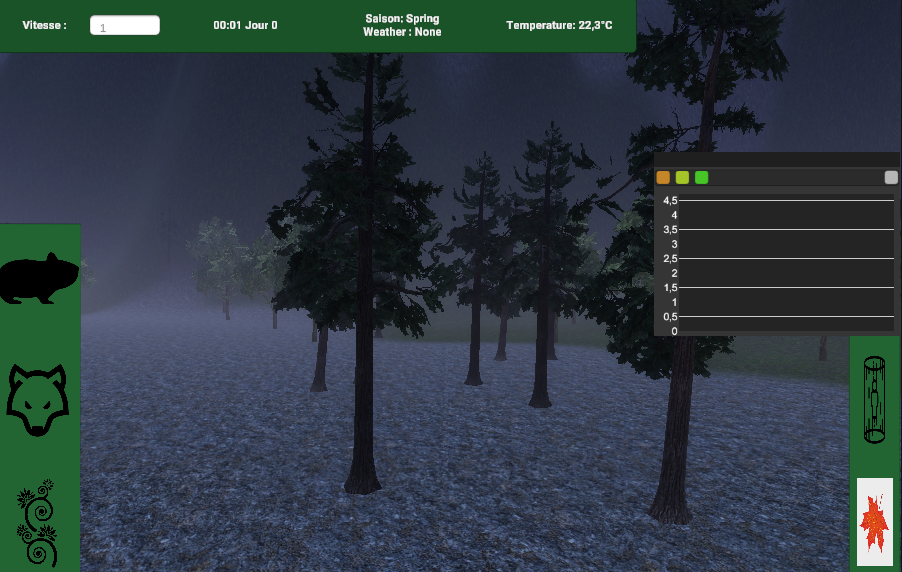 Vitesse :
1
00:01 Jour 0
Saison: Spring
Weather : None
Temperature: 22,3°C
4,5
4
3,5
3
2,5
2
1,5
1
0,5
0